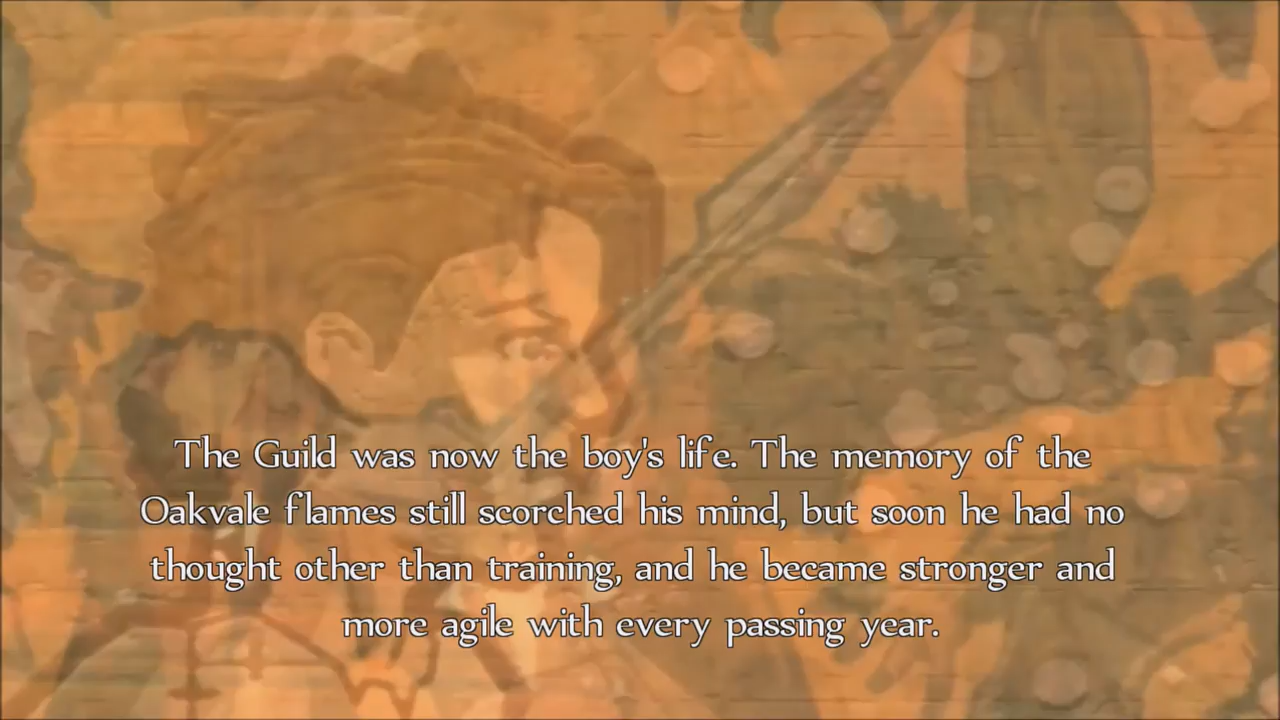 The Guild was now the boy's life. The memory of the
Oakvale flames still scorched his mind, but soon he had no
thought other than training, and he became stronger and
more agile with every passing year.